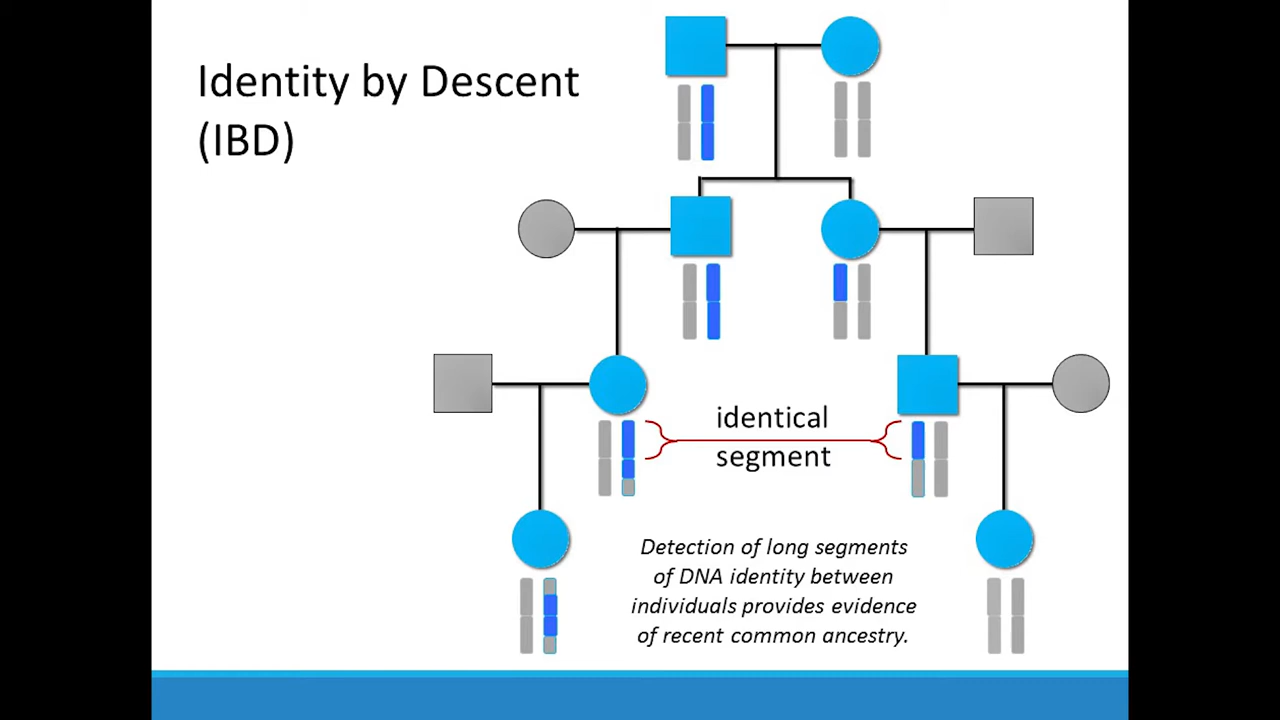 Identity by Descent
(IBD)
identical
segment
Detection of long segments
of DNA identity between
individuals provides evidence
of recent common ancestry.